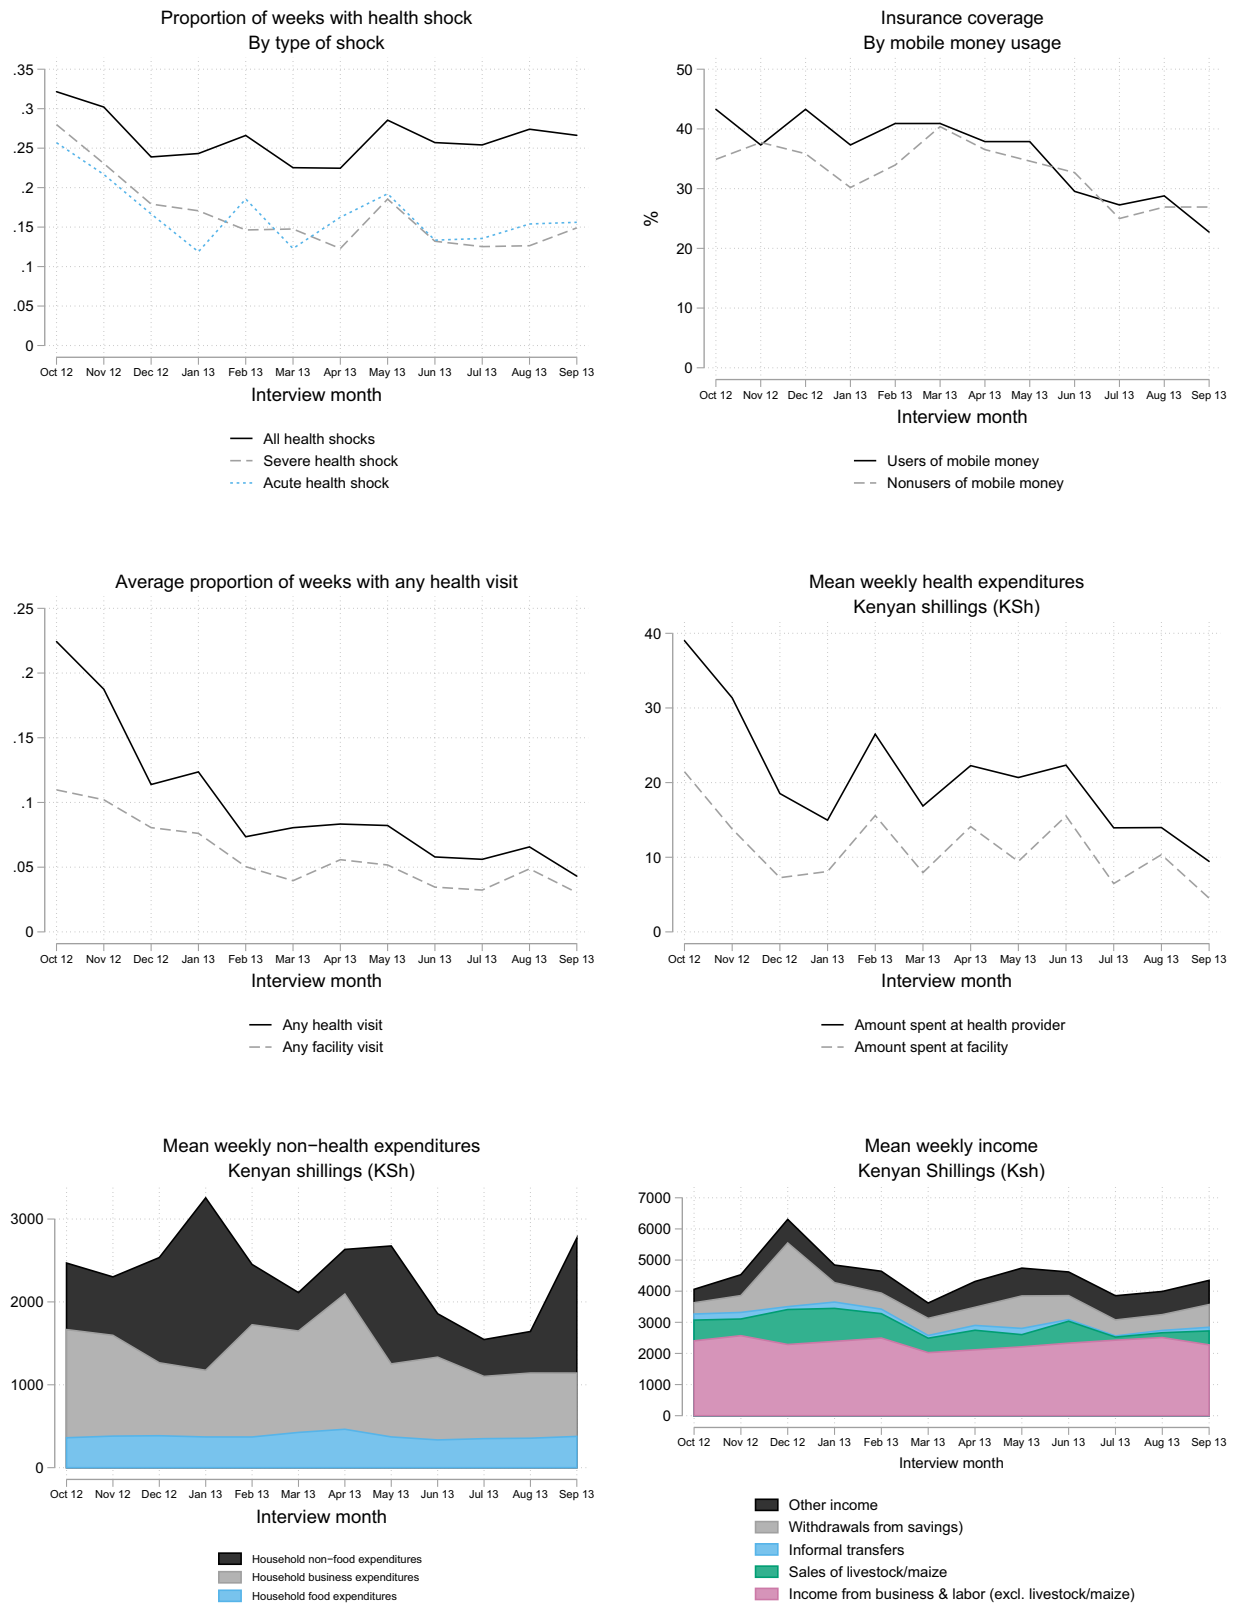 Proportion of weeks with health shock
By type of shock
.35
.3
.25
.2
.15
.1
.05
0
Oct 12 Nov 12 Dec 12 Jan 13 Feb 13 Mar 13 Apr 13 May 13 Jun 13 Jul 13 Aug 13 Sep 13
Interview month
All health shocks
Severe health shock
Acute health shock
Insurance coverage
By mobile money usage
50
40
30
20
10
0
%
Oct 12 Nov 12 Dec 12 Jan 13 Feb 13 Mar 13 Apr 13 May 13 Jun 13 Jul 13 Aug 13 Sep 13
Interview month
Users of mobile money
Nonusers of mobile money
Average proportion of weeks with any health visit
.25
.2
.15
.1
.05
0
Oct 12 Nov 12 Dec 12 Jan 13 Feb 13 Mar 13 Apr 13 May 13 Jun 13 Jul 13 Aug 13 Sep 13
Interview month
Any health visit
Any facility visit
Mean weekly health expenditures
Kenyan shillings (KSh)
40
30
20
10
0
Oct 12 Nov 12 Dec 12 Jan 13 Feb 13 Mar 13 Apr 13 May 13 Jun 13 Jul 13 Aug 13 Sep 13
Interview month
Amount spent at health provider
Amount spent at facility
Mean weekly non−health expenditures
Kenyan shillings (KSh)
3000
2000
1000
0
Oct 12 Nov 12 Dec 12 Jan 13 Feb 13 Mar 13 Apr 13 May 13 Jun 13 Jul 13 Aug 13 Sep 13
Interview month
Household non−food expenditures
Household business expenditures
Household food expenditures
Mean weekly income
Kenyan Shillings (Ksh)
7000
6000
5000
4000
3000
2000
1000
0
Oct 12 Nov 12 Dec 12 Jan 13 Feb 13 Mar 13 Apr 13 May 13 Jun 13 Jul 13 Aug 13 Sep 13
Interview month
Other income
Withdrawals from savings)
Informal transfers
Sales of livestock/maize
Income from business & labor (excl. livestock/maize)